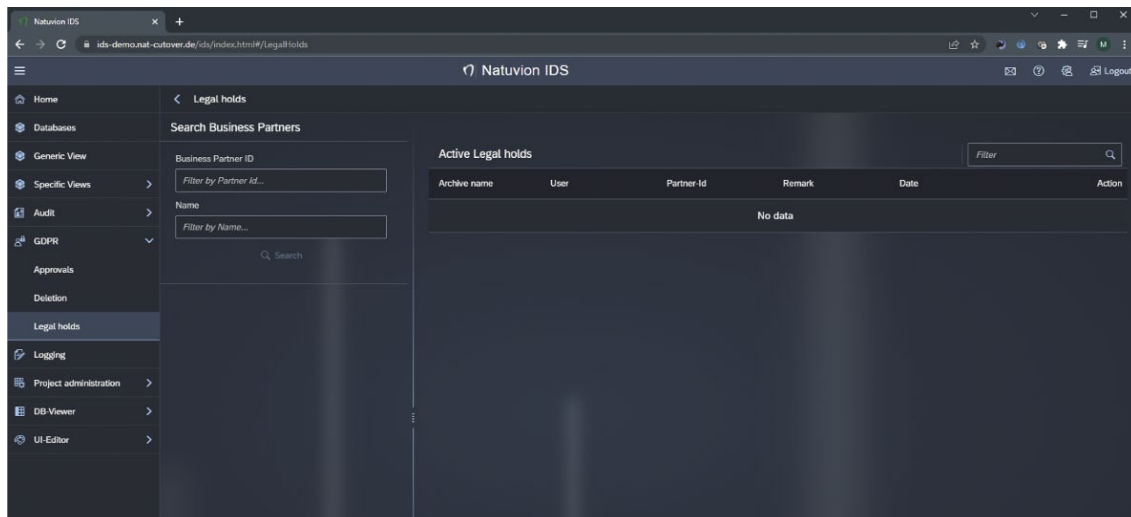 Natuvion IDS
ids-demo.nat-cutover.de/ids/index.html#/LegalHolds
M
Natuvion IDS
Logout
Home
Databases
Generic View
Specific Views
Audit
GDPR
Approvals
Deletion
Legal holds
Logging
Project administration
DB-Viewer
UI-Editor
Legal holds
Search Business Partners
Business Partner ID
Filter by Partner Id...
Name
Filter by Name...
Search
Active Legal holds
Filter
Archive name User Partner-Id Remark Date Action
No data